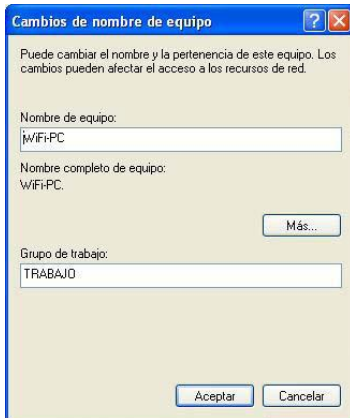 Cambios de nombre de equipo
Puede cambiar el nombre y la pertenencia de este equipo. Los
cambios pueden afectar el acceso a los recursos de red.
Nombre de equipo:
WiFi-PC
Nombre completo de equipo:
WiFi-PC.
Más...
Grupo de trabajo:
TRABAJO
Aceptar
Cancelar